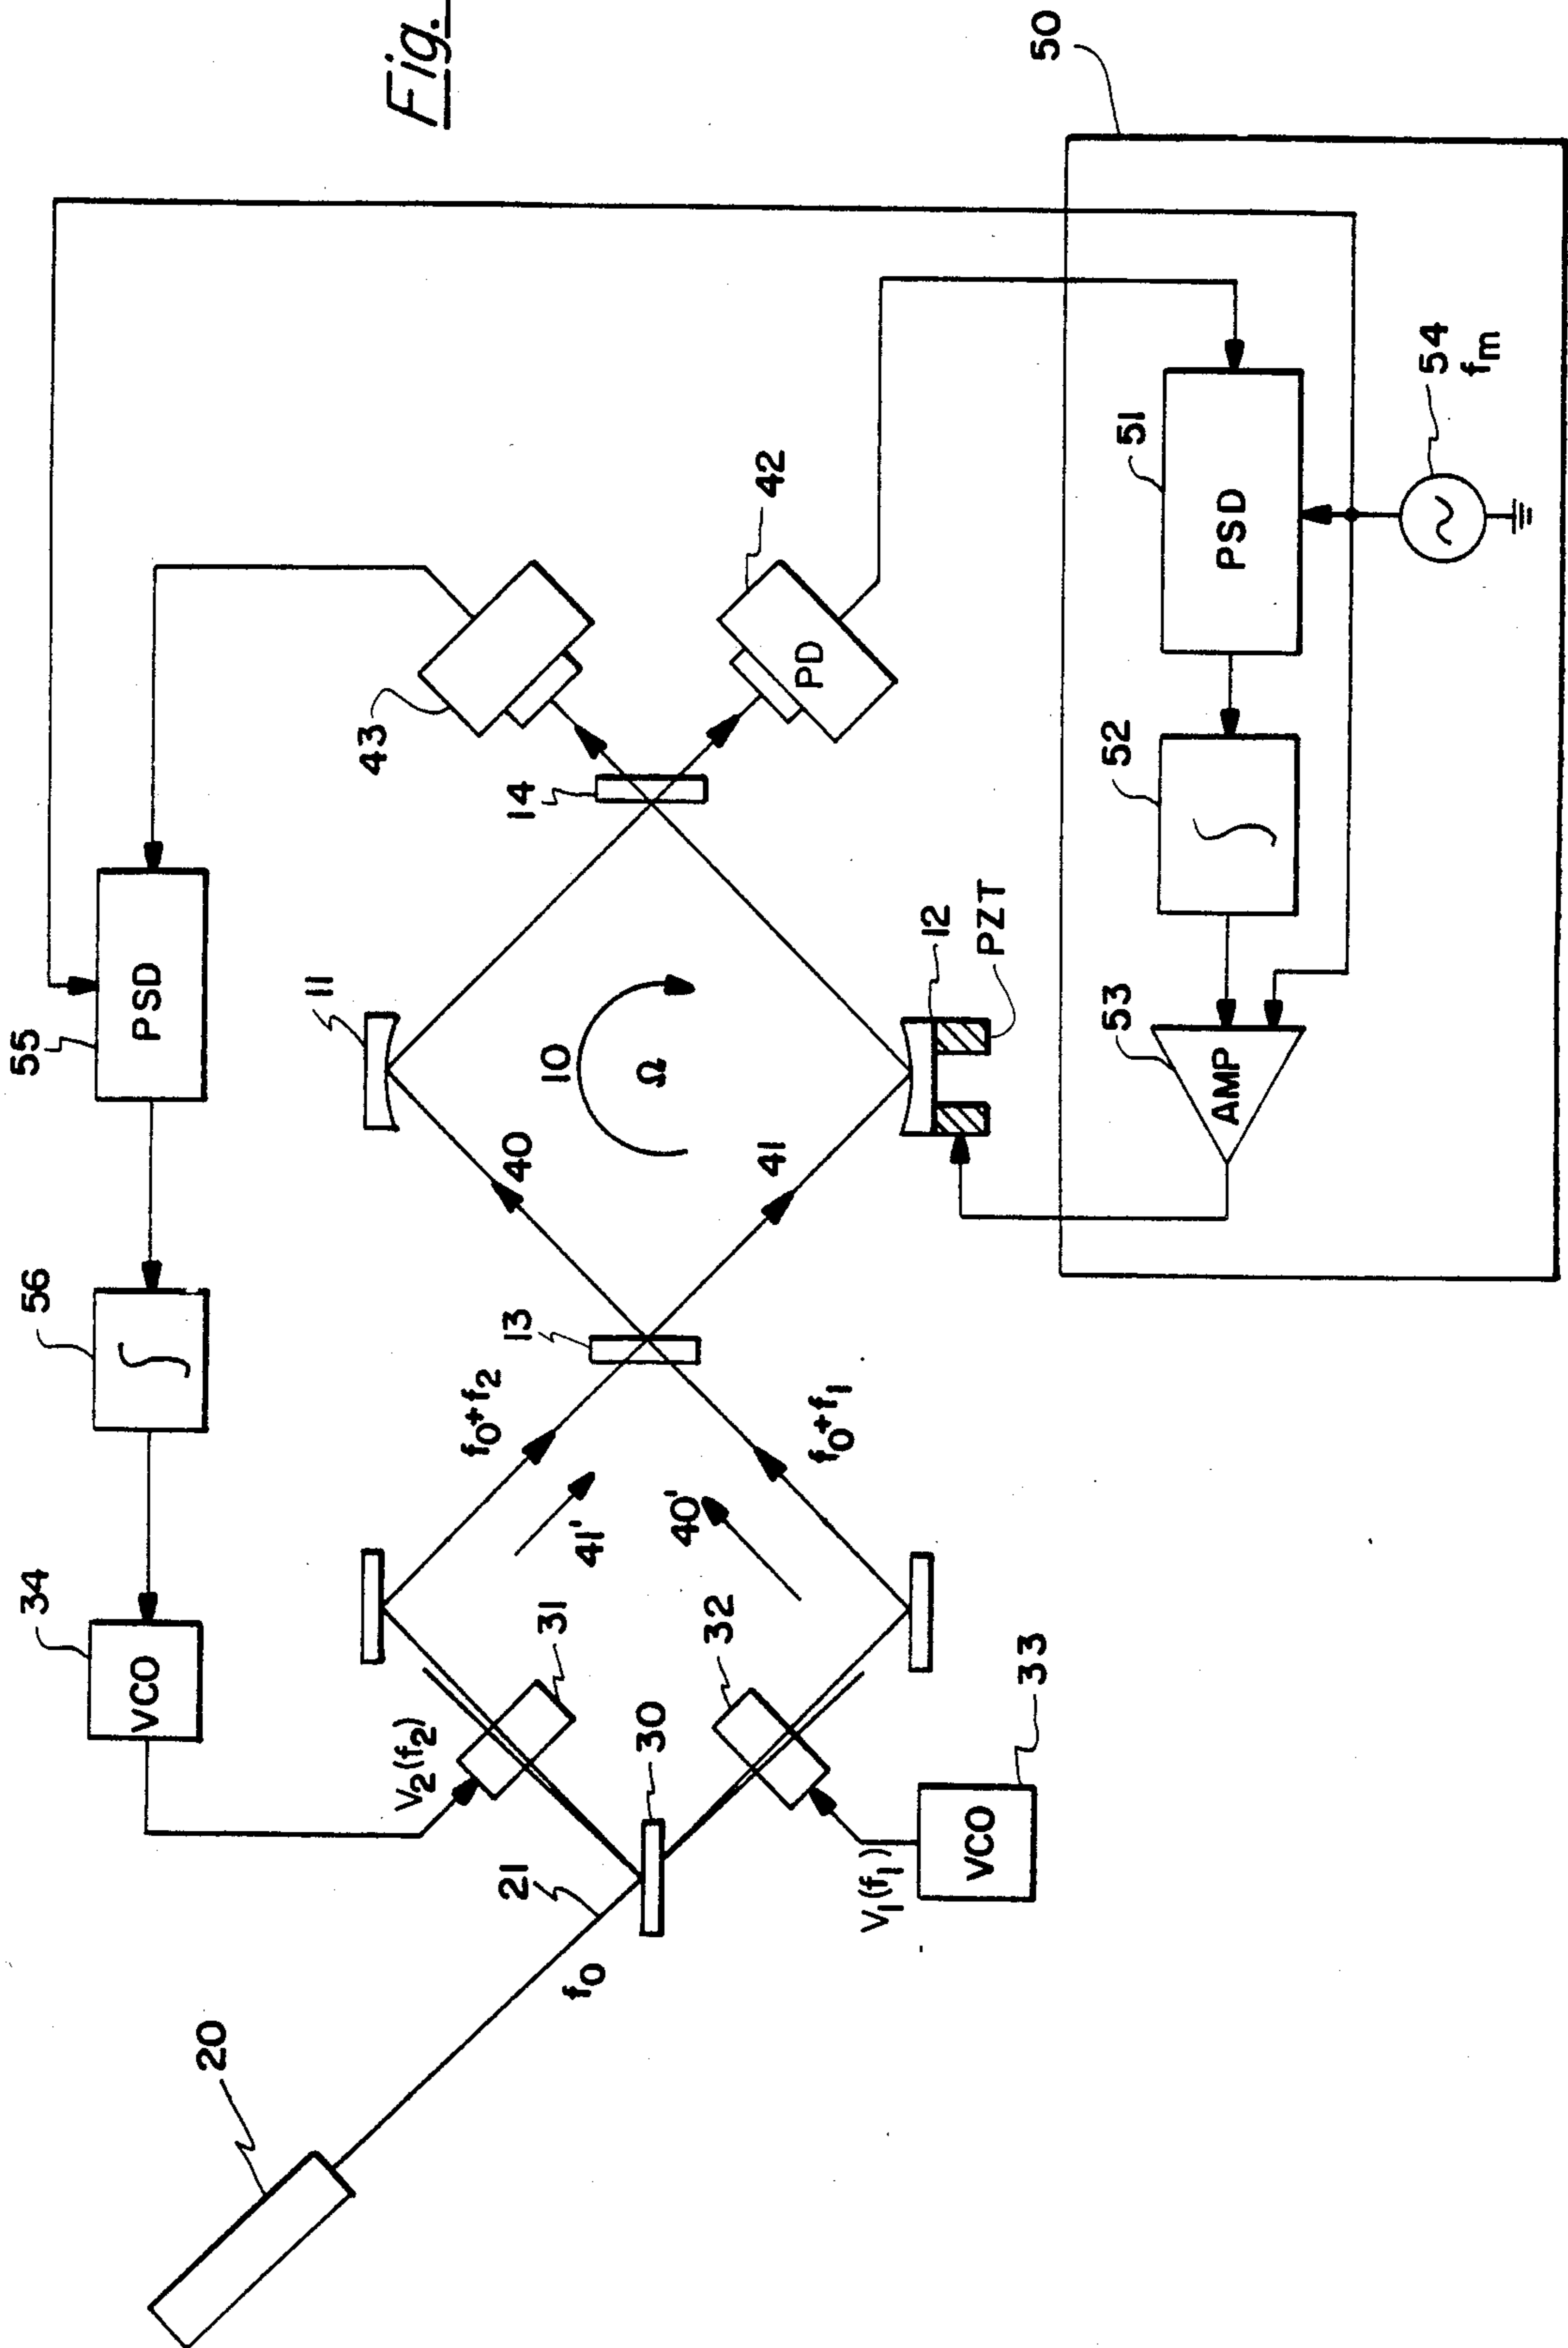 Fig.
50
55
PSD
56
34
VCO
43
42
PD
14
11
10
Ω
40
41
12
PZT
13
f0+f2
f0+f1
41'
40'
31
32
V2(f2)
V1(f1)
30
33
VCO
21
f0
20
51
PSD
52
∫
53
AMP
54
fm
∫
~